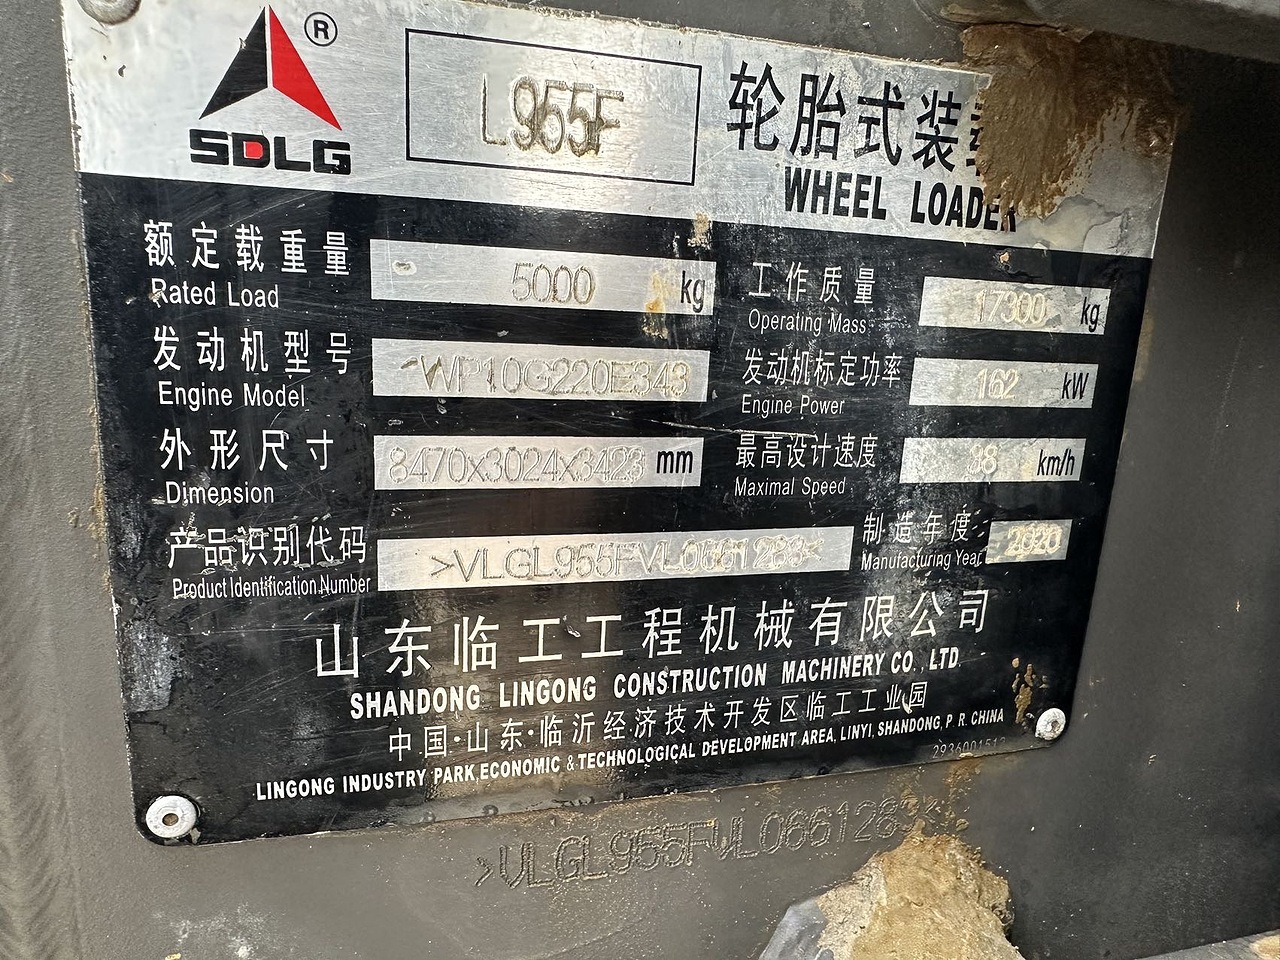 ®
SDLG
L955F
轮胎式装
WHEEL LOADER
额定载重量
Rated Load
5000 kg
工作质量
Operating Mass
17300 kg
发动机型号
Engine Model
WP10G220E343
发动机标定功率
Engine Power
162 kW
外形尺寸
Dimension
8470x3024x3423 mm
最高设计速度
Maximal Speed
38 km/h
产品识别代码
Product Identification Number
>VLGL955FVL0661283<
制造年度:
Manufacturing Year
2020
山东临工工程机械有限公司
SHANDONG LINGONG CONSTRUCTION MACHINERY CO., LTD
中国·山东·临沂经济技术开发区临工工业园
LINGONG INDUSTRY PARK, ECONOMIC & TECHNOLOGICAL DEVELOPMENT AREA, LINYI, SHANDONG, P. R. CHINA
>VLGL955FVL0661283<